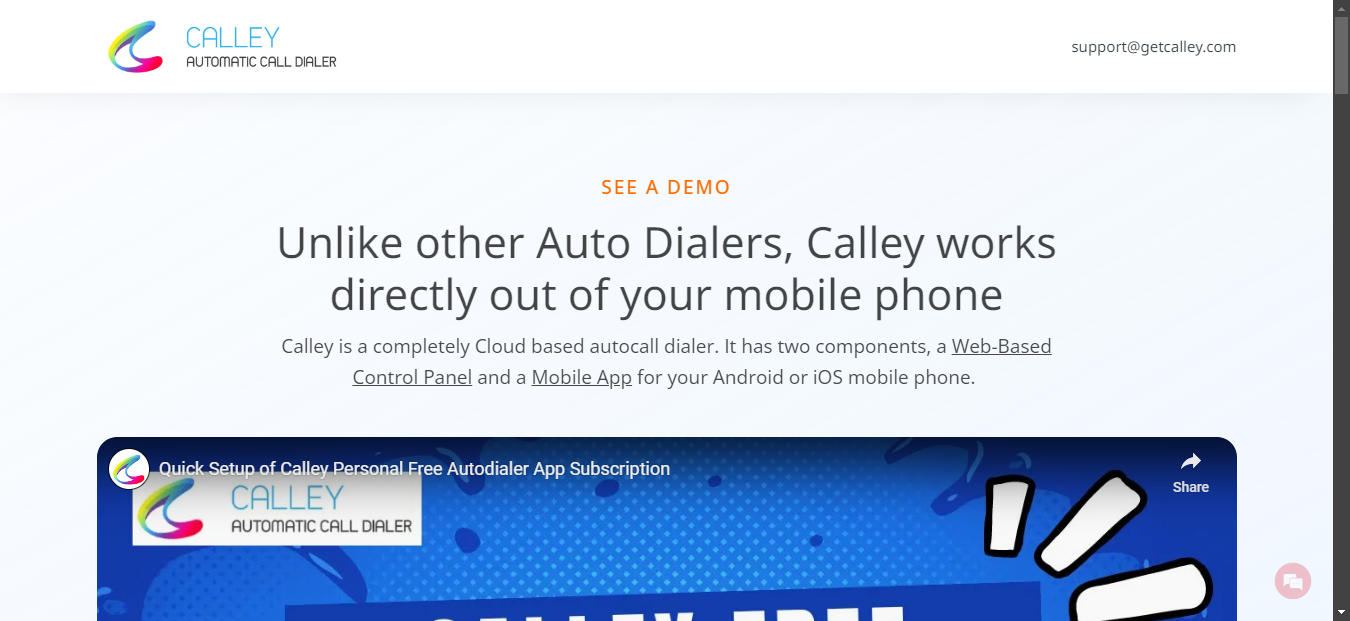 CALLEY
AUTOMATIC CALL DIALER
support@getcalley.com
SEE A DEMO
Unlike other Auto Dialers, Calley works
directly out of your mobile phone
Calley is a completely Cloud based autocall dialer. It has two components, a Web-Based
Control Panel and a Mobile App for your Android or iOS mobile phone.
Quick Setup of Calley Personal Free Autodialer App Subscription
Share
CALLEY
AUTOMATIC CALL DIALER
CALLEY FREE